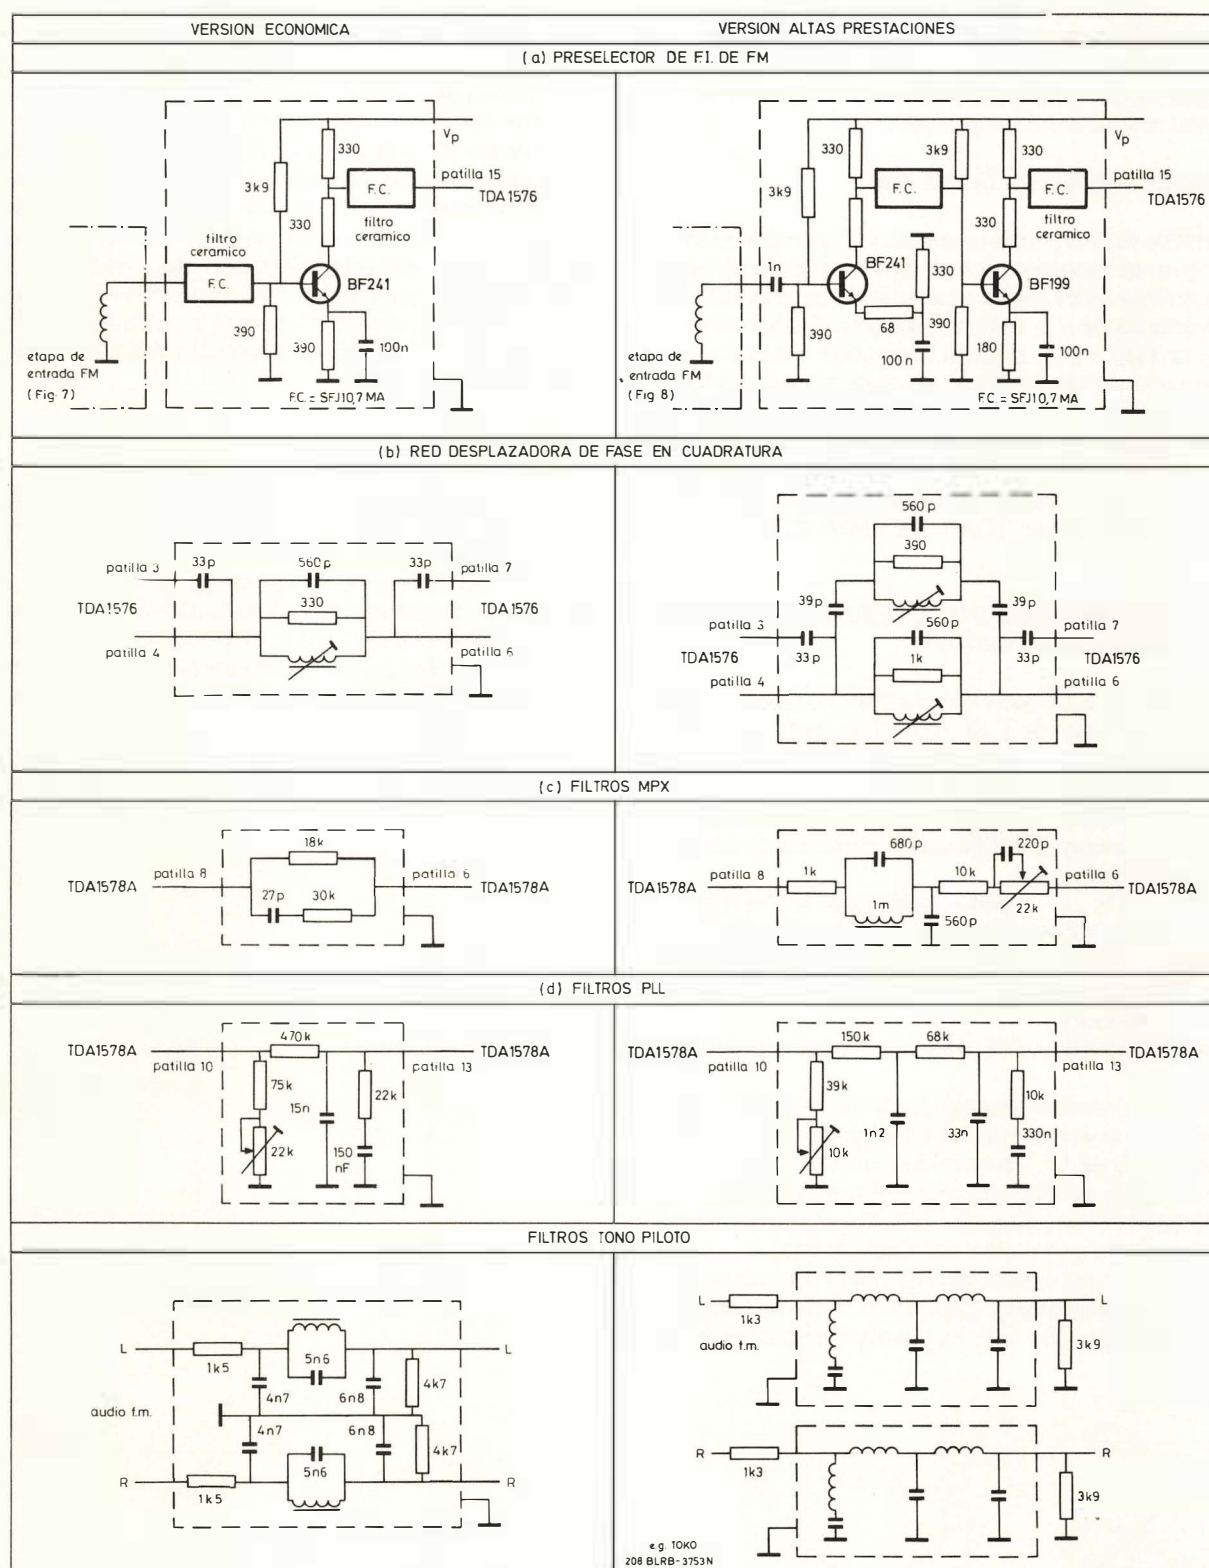 VERSION ECONOMICA
VERSION ALTAS PRESTACIONES
(a) PRESELECTOR DE F.I. DE FM
Vp
330
3k9
F.C.
patilla 15
TDA1576
330
filtro
ceramico
filtro
ceramico
F.C.
BF241
390
390
100n
etapa de
entrada FM
(Fig. 7)
F.C. = SFJ10,7 MA
Vp
330
3k9
330
3k9
F.C.
F.C.
patilla 15
TDA1576
filtro
ceramico
330
1n
BF241
330
BF199
68
390
390
180
100n
100n
etapa de
entrada FM
(Fig 8)
F.C. = SFJ10,7 MA
(b) RED DESPLAZADORA DE FASE EN CUADRATURA
patilla 3
33p
560p
33p
patilla 7
TDA1576
330
TDA1576
patilla 4
patilla 6
560p
390
39p
39p
patilla 3
560p
patilla 7
TDA1576
33p
1k
33p
TDA1576
patilla 4
patilla 6
(c) FILTROS MPX
18k
TDA1578A
patilla 8
patilla 6
TDA1578A
27p
30k
680p
220p
TDA1578A
patilla 8
1k
10k
patilla 6
TDA1578A
1m
22k
560p
(d) FILTROS PLL
470k
TDA1578A
TDA1578A
patilla 10
patilla 13
75k
15n
22k
22k
150
nF
150k
68k
TDA1578A
TDA1578A
patilla 10
patilla 13
39k
10k
1n2
33n
330n
10k
FILTROS TONO PILOTO
L
L
1k5
5n6
4n7
6n8
4k7
audio f.m.
4n7
6n8
4k7
5n6
R
R
1k5
L
L
1k3
audio f.m.
3k9
R
R
1k3
3k9
e.g. TOKO
208 BLRB-3753N